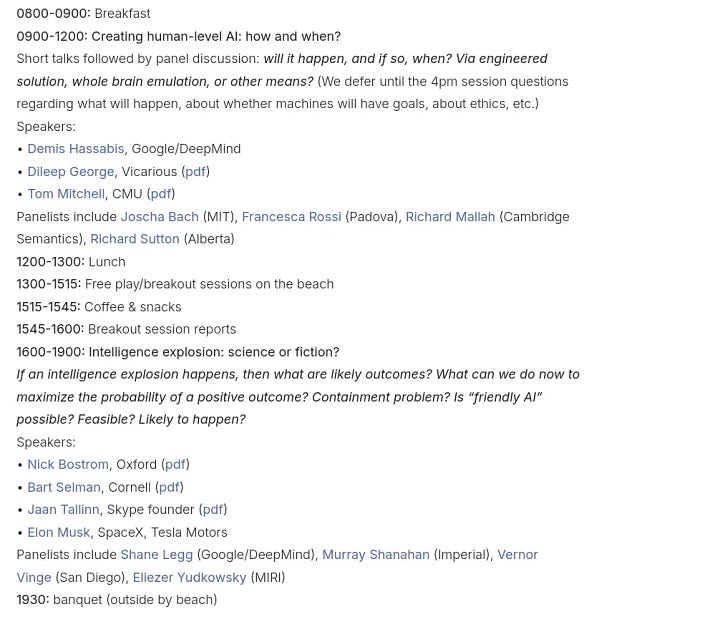 0800-0900: Breakfast
0900-1200: Creating human-level AI: how and when?
Short talks followed by panel discussion: will it happen, and if so, when? Via engineered
solution, whole brain emulation, or other means? (We defer until the 4pm session questions
regarding what will happen, about whether machines will have goals, about ethics, etc.)
Speakers:
• Demis Hassabis, Google/DeepMind
• Dileep George, Vicarious (pdf)
• Tom Mitchell, CMU (pdf)
Panelists include Joscha Bach (MIT), Francesca Rossi (Padova), Richard Mallah (Cambridge
Semantics), Richard Sutton (Alberta)
1200-1300: Lunch
1300-1515: Free play/breakout sessions on the beach
1515-1545: Coffee & snacks
1545-1600: Breakout session reports
1600-1900: Intelligence explosion: science or fiction?
If an intelligence explosion happens, then what are likely outcomes? What can we do now to
maximize the probability of a positive outcome? Containment problem? Is “friendly AI”
possible? Feasible? Likely to happen?
Speakers:
• Nick Bostrom, Oxford (pdf)
• Bart Selman, Cornell (pdf)
• Jaan Tallinn, Skype founder (pdf)
• Elon Musk, SpaceX, Tesla Motors
Panelists include Shane Legg (Google/DeepMind), Murray Shanahan (Imperial), Vernor
Vinge (San Diego), Eliezer Yudkowsky (MIRI)
1930: banquet (outside by beach)